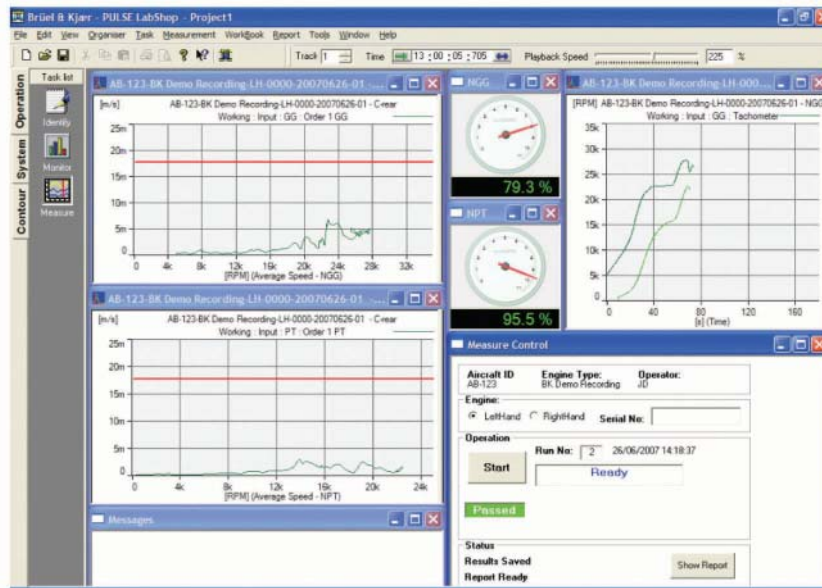 Brüel & Kjær - PULSE LabShop - Project1
File Edit View Organiser Task Measurement WorkBook Report Tools Window Help
Track 1 Time 13 :00 :05 :705 Playback Speed 225 %
Operation
System
Contour
Task list
Identify
Monitor
Measure
AB-123-BK Demo Recording-LH-0000-20070626-01 - ...
[m/s] AB-123-BK Demo Recording-LH-0000-20070626-01 - C-rear
Working : Input : GG : Order 1 GG
25m
20m
15m
10m
5m
0
0 4k 8k 12k 16k 20k 24k 28k 32k
[RPM] (Average Speed - NGG)
AB-123-BK Demo Recording-LH-0000-20070626-01 - ...
[m/s] AB-123-BK Demo Recording-LH-0000-20070626-01 - C-rear
Working : Input : PT : Order 1 PT
25m
20m
15m
10m
5m
0
0 4k 8k 12k 16k 20k 24k
[RPM] (Average Speed - NPT)
Messages
NGG
79.3 %
NPT
95.5 %
AB-123-BK Demo Recording-LH-000...
[RPM] AB-123-BK Demo Recording-LH-0000-20070626-01 - NGG
Working : Input : GG : Tachometer
35k
30k
25k
20k
15k
10k
5k
0
0 40 80 120 160
[s] (Time)
Measure Control
Aircraft ID Engine Type: Operator:
AB-123 BK Demo Recording JD
Engine:
LeftHand RightHand Serial No:
Operation
Run No: 2 26/06/2007 14:18:37
Start
Ready
Passed
Status
Results Saved
Report Ready
Show Report